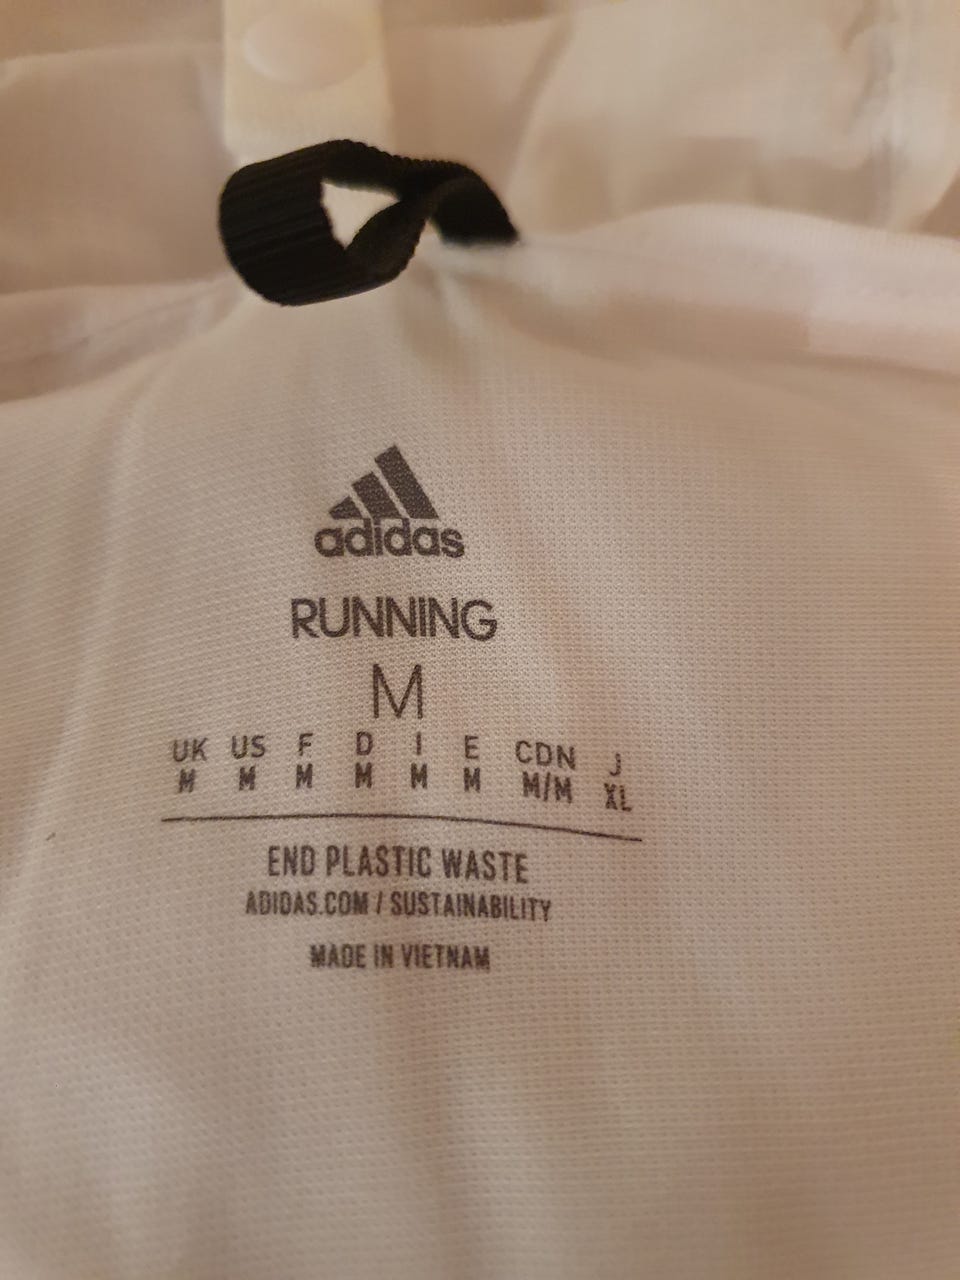 adidas
RUNNING
M
UK US F D I E CDN J
M M M M M M M/M XL
END PLASTIC WASTE
ADIDAS.COM / SUSTAINABILITY
MADE IN VIETNAM